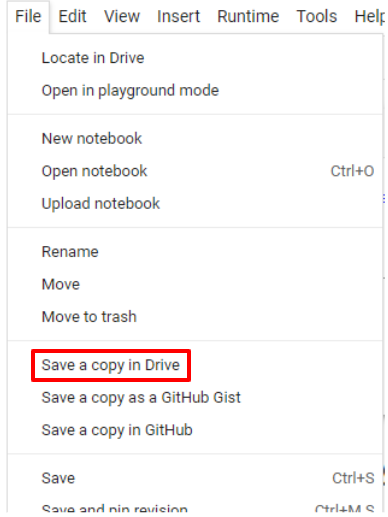 File Edit View Insert Runtime Tools Help
Locate in Drive
Open in playground mode
New notebook
Open notebook Ctrl+O
Upload notebook
Rename
Move
Move to trash
Save a copy in Drive
Save a copy as a GitHub Gist
Save a copy in GitHub
Save Ctrl+S
Save and pin revision Ctrl+M S